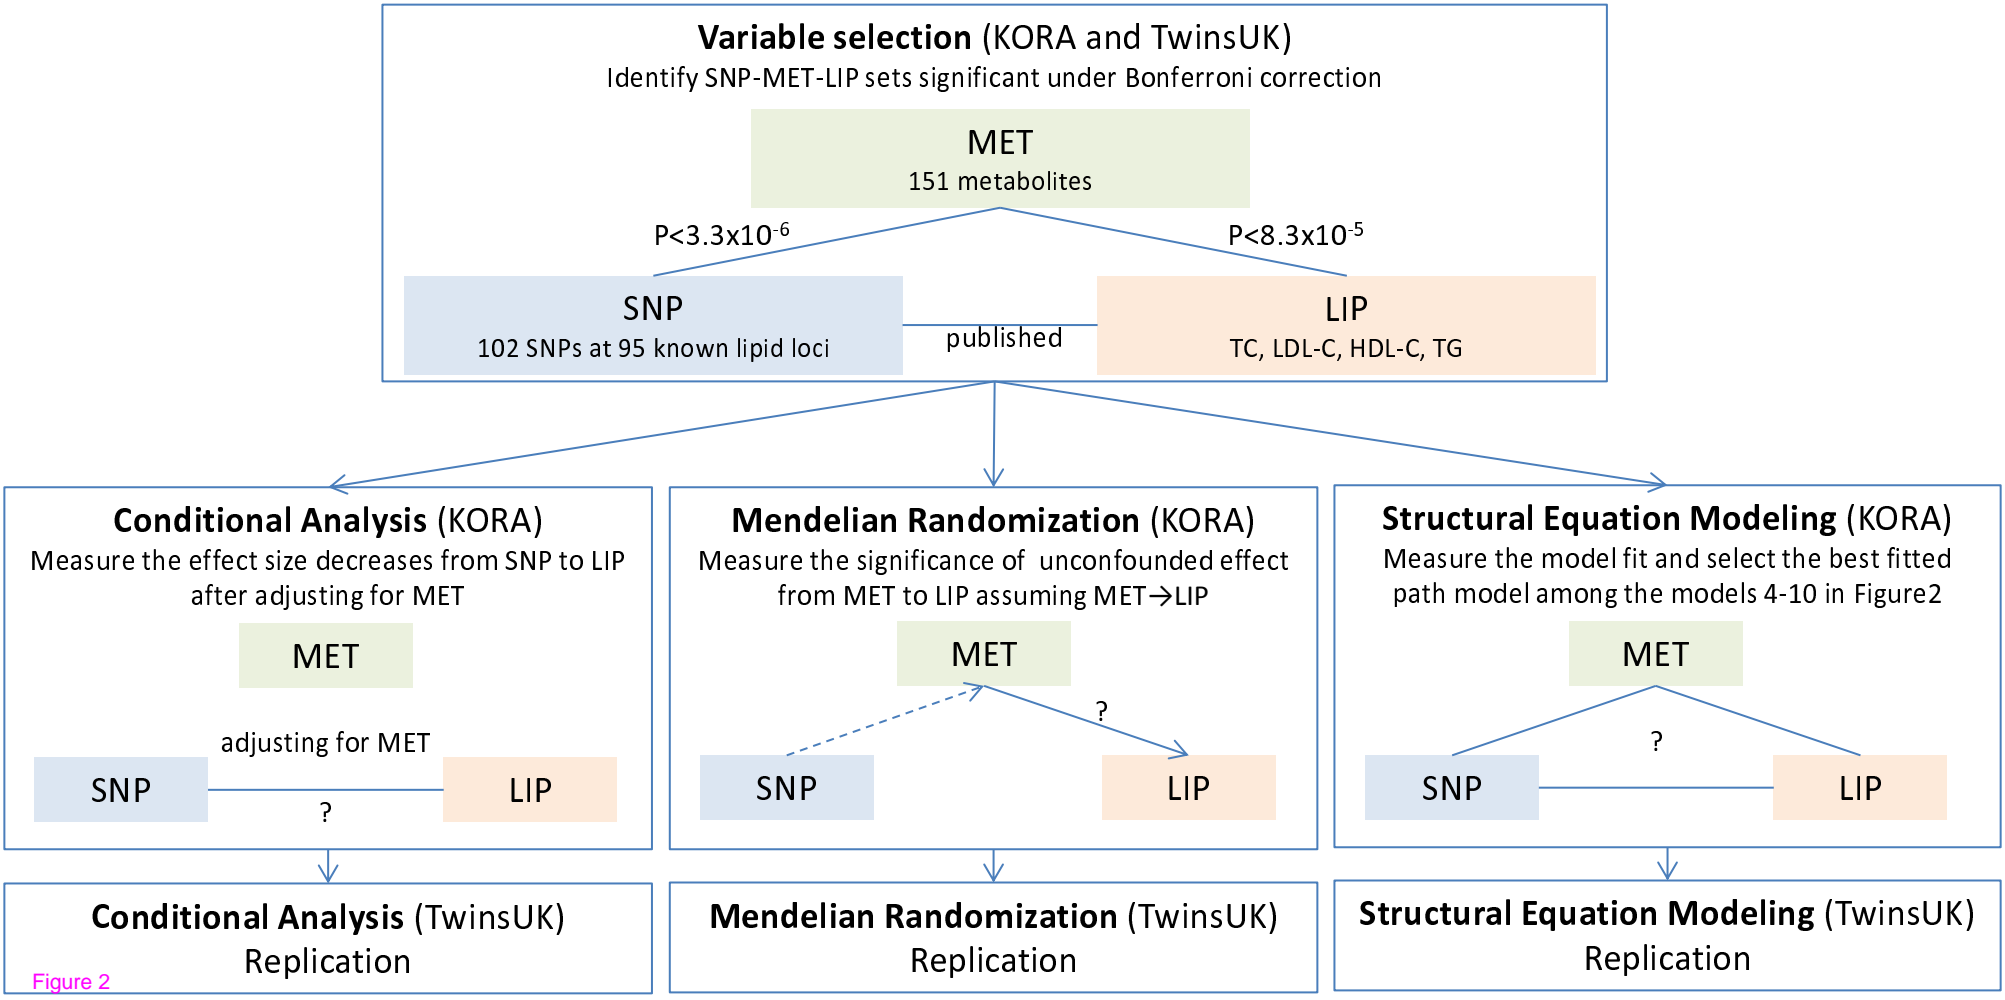 Variable selection (KORA and TwinsUK)
Identify SNP-MET-LIP sets significant under Bonferroni correction
MET
151 metabolites
P<3.3x10⁻⁶
P<8.3x10⁻⁵
SNP
102 SNPs at 95 known lipid loci
published
LIP
TC, LDL-C, HDL-C, TG
Conditional Analysis (KORA)
Measure the effect size decreases from SNP to LIP
after adjusting for MET
MET
adjusting for MET
SNP
LIP
?
Mendelian Randomization (KORA)
Measure the significance of unconfounded effect
from MET to LIP assuming MET→LIP
MET
?
SNP
LIP
Structural Equation Modeling (KORA)
Measure the model fit and select the best fitted
path model among the models 4-10 in Figure2
MET
?
SNP
LIP
Conditional Analysis (TwinsUK)
Replication
Mendelian Randomization (TwinsUK)
Replication
Structural Equation Modeling (TwinsUK)
Replication
Figure 2